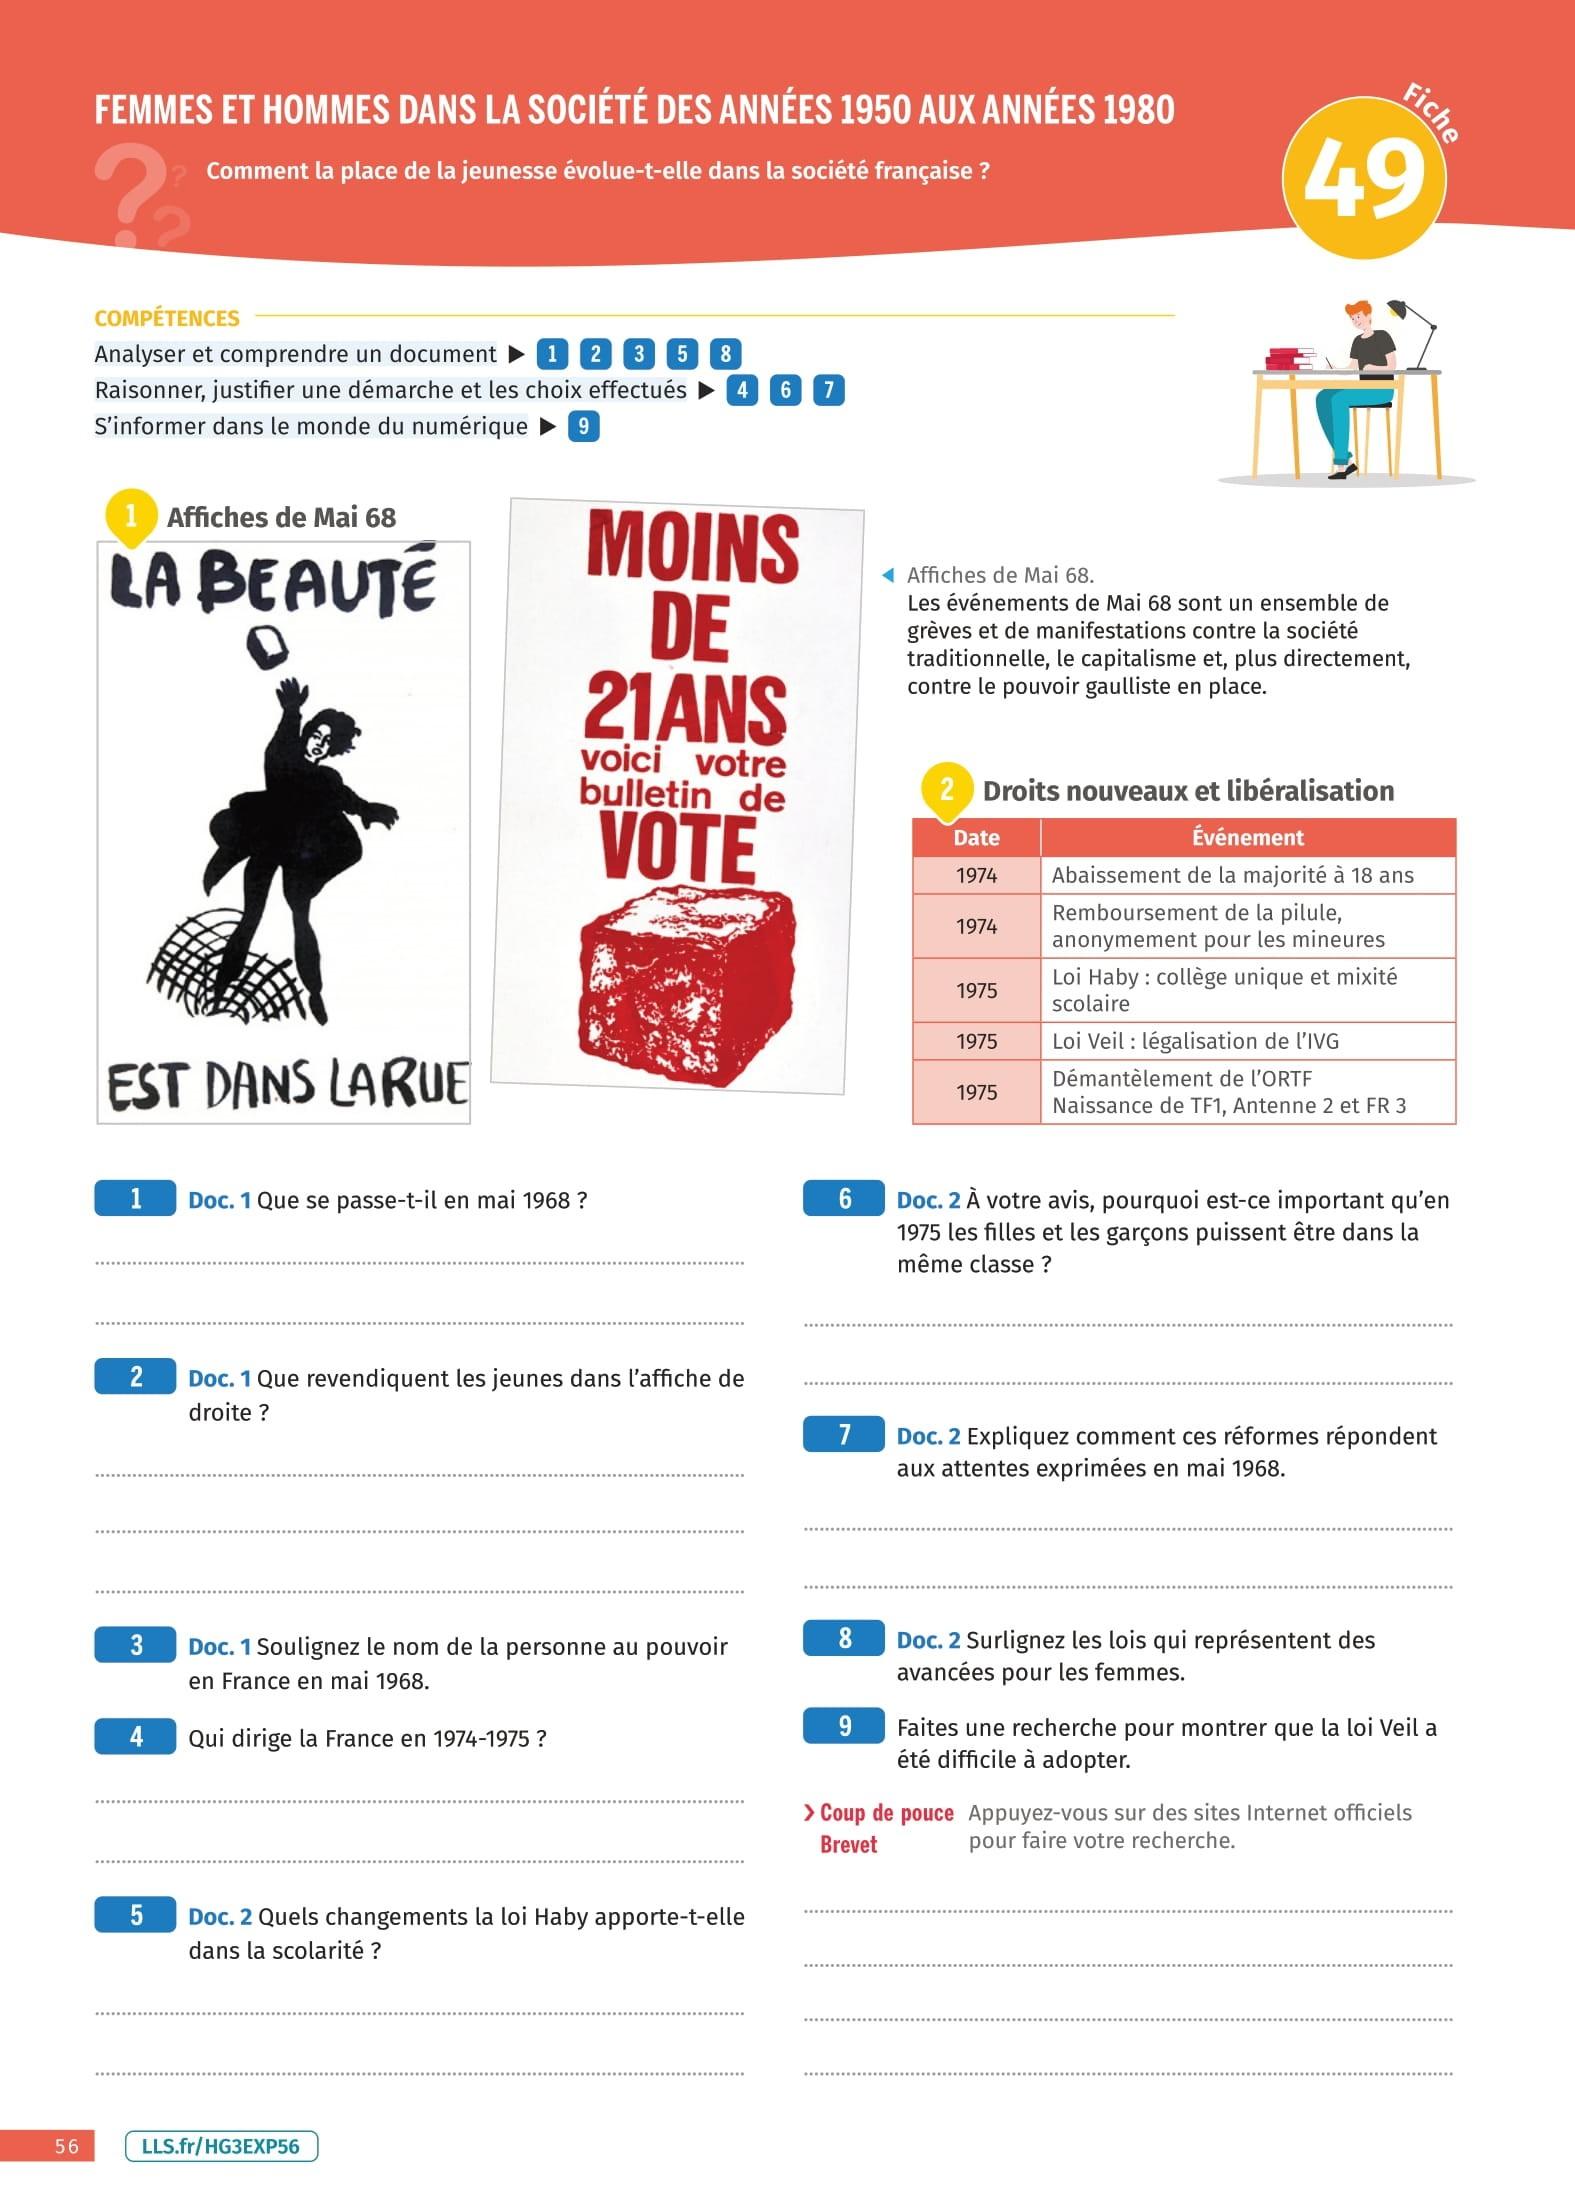 FEMMES ET HOMMES DANS LA SOCIÉTÉ DES ANNÉES 1950 AUX ANNÉES 1980
Comment la place de la jeunesse évolue-t-elle dans la société française ?
Fiche
49
COMPÉTENCES
Analyser et comprendre un document ▶ 1 2 3 5 8
Raisonner, justifier une démarche et les choix effectués ▶ 4 6 7
S'informer dans le monde du numérique ▶ 9
1 Affiches de Mai 68
LA BEAUTÉ
EST DANS LA RUE
MOINS
DE
21 ANS
voici votre
bulletin de
VOTE
◀ Affiches de Mai 68.
Les événements de Mai 68 sont un ensemble de
grèves et de manifestations contre la société
traditionnelle, le capitalisme et, plus directement,
contre le pouvoir gaulliste en place.
2 Droits nouveaux et libéralisation
Date Événement
1974 Abaissement de la majorité à 18 ans
1974 Remboursement de la pilule,
anonymement pour les mineures
1975 Loi Haby : collège unique et mixité
scolaire
1975 Loi Veil : légalisation de l'IVG
1975 Démantèlement de l'ORTF
Naissance de TF1, Antenne 2 et FR 3
1 Doc. 1 Que se passe-t-il en mai 1968 ?
2 Doc. 1 Que revendiquent les jeunes dans l'affiche de
droite ?
3 Doc. 1 Soulignez le nom de la personne au pouvoir
en France en mai 1968.
4 Qui dirige la France en 1974-1975 ?
5 Doc. 2 Quels changements la loi Haby apporte-t-elle
dans la scolarité ?
6 Doc. 2 À votre avis, pourquoi est-ce important qu'en
1975 les filles et les garçons puissent être dans la
même classe ?
7 Doc. 2 Expliquez comment ces réformes répondent
aux attentes exprimées en mai 1968.
8 Doc. 2 Surlignez les lois qui représentent des
avancées pour les femmes.
9 Faites une recherche pour montrer que la loi Veil a
été difficile à adopter.
Coup de pouce Appuyez-vous sur des sites Internet officiels
Brevet pour faire votre recherche.
56
LLS.fr/HG3EXP56